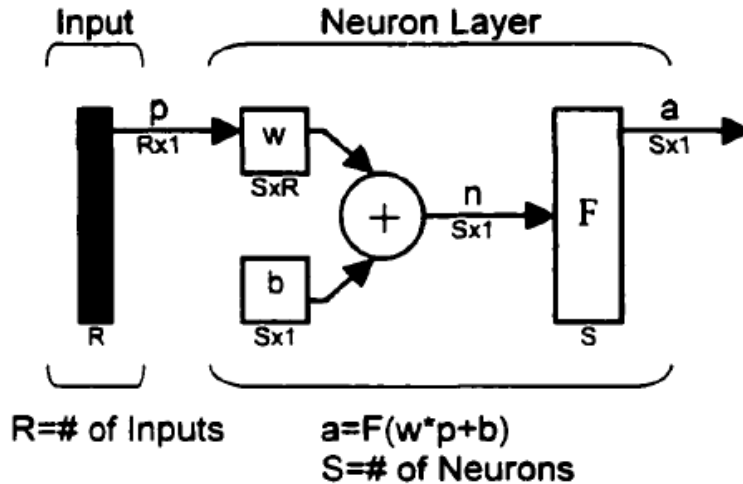 Input
Neuron Layer
p
Rx1
w
SxR
+
b
Sx1
n
Sx1
F
a
Sx1
R
S
R=# of Inputs
a=F(w*p+b)
S=# of Neurons